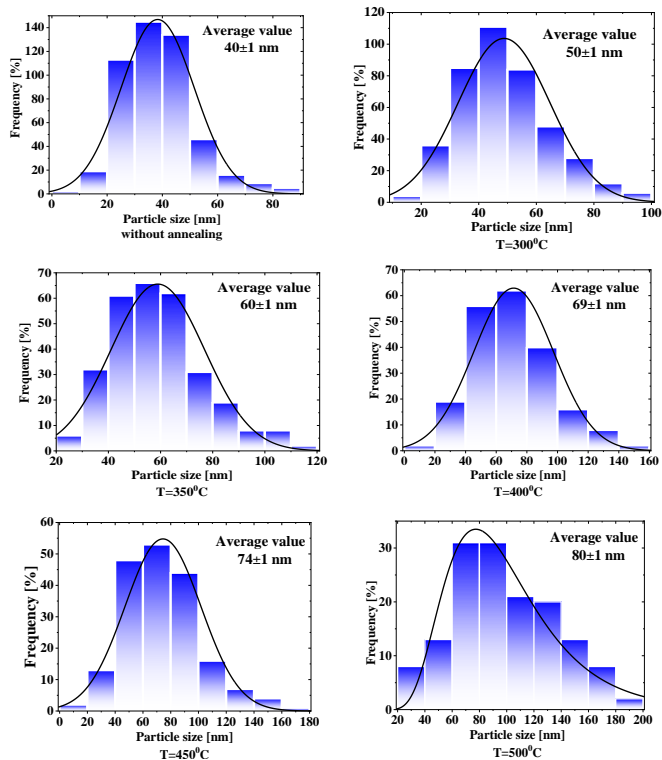 Average value
40±1 nm
Frequency [%]
140
120
100
80
60
40
20
0
0 20 40 60 80
Particle size [nm]
without annealing
Average value
50±1 nm
Frequency [%]
120
100
80
60
40
20
0
20 40 60 80 100
Particle size [nm]
T=300⁰C
Average value
60±1 nm
Frequency [%]
70
60
50
40
30
20
10
0
20 40 60 80 100 120
Particle size [nm]
T=350⁰C
Average value
69±1 nm
Frequency [%]
70
60
50
40
30
20
10
0
0 20 40 60 80 100 120 140 160
Particle size [nm]
T=400⁰C
Average value
74±1 nm
Frequency [%]
60
50
40
30
20
10
0
0 20 40 60 80 100 120 140 160 180
Particle size [nm]
T=450⁰C
Average value
80±1 nm
Frequency [%]
30
20
10
0
20 40 60 80 100 120 140 160 180 200
Particle size [nm]
T=500⁰C